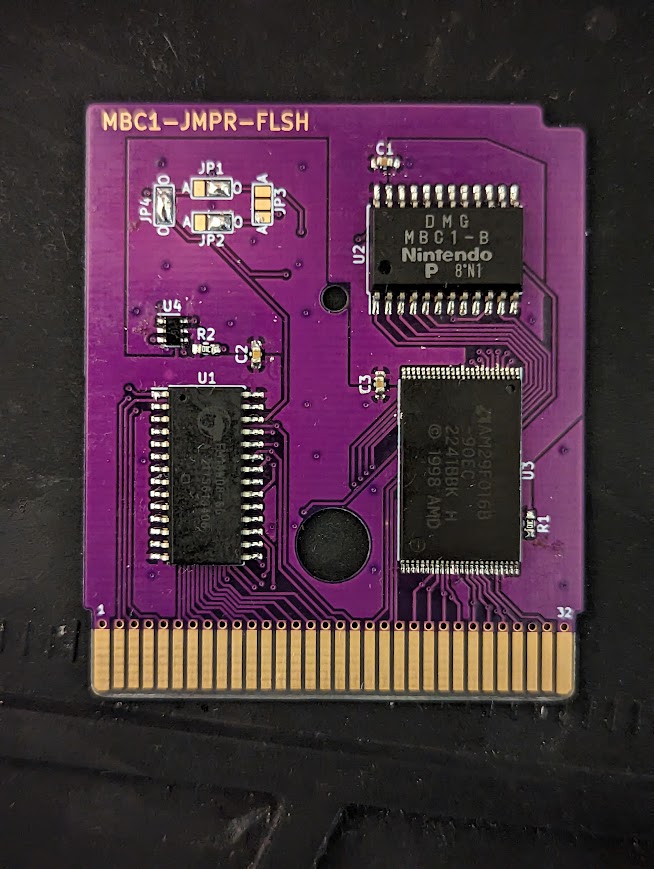 MBC1-JMPR-FLSH
C1
JP1
A O
JP4
O
O
JP3
A
A
A O
JP2
U2
DMG
MBC1-B
Nintendo
P 8'N1
U4
R2
C2
C3
U1
AM29F016B
-90EC
2241BBK H
© 1998 AMD
U3
R1
1
32